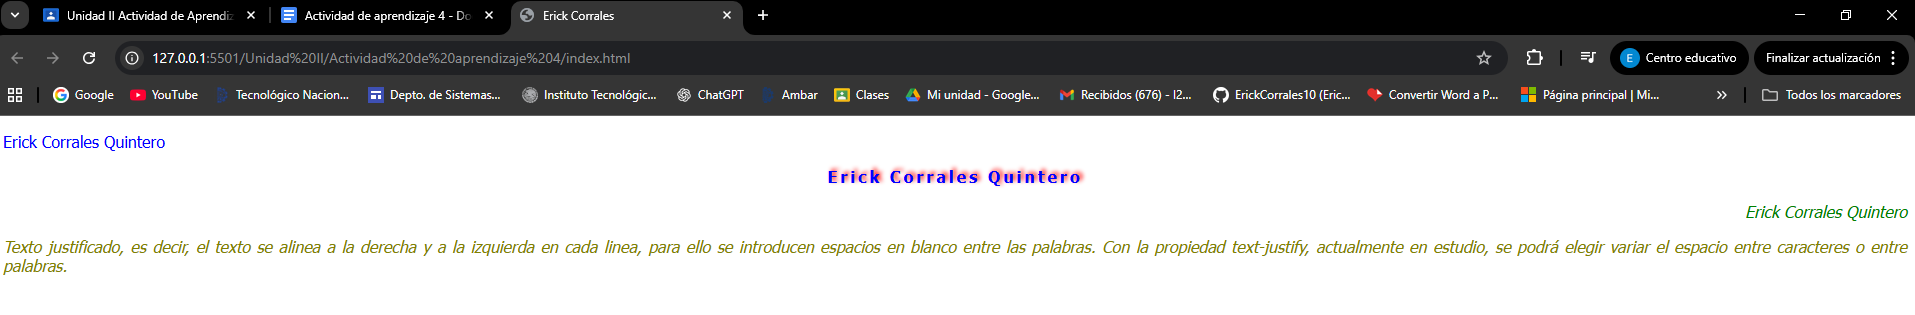 Unidad II Actividad de Aprendiz
Actividad de aprendizaje 4 - Do
Erick Corrales
127.0.0.1:5501/Unidad%20II/Actividad%20de%20aprendizaje%204/index.html
E Centro educativo
Finalizar actualización
Google
YouTube
Tecnológico Nacion...
Depto. de Sistemas...
Instituto Tecnológic...
ChatGPT
Ambar
Clases
Mi unidad - Google...
Recibidos (676) - l2...
ErickCorrales10 (Eric...
Convertir Word a P...
Página principal | Mi...
Todos los marcadores
Erick Corrales Quintero
Erick Corrales Quintero
Erick Corrales Quintero
Texto justificado, es decir, el texto se alinea a la derecha y a la izquierda en cada linea, para ello se introducen espacios en blanco entre las palabras. Con la propiedad text-justify, actualmente en estudio, se podrá elegir variar el espacio entre caracteres o entre
palabras.